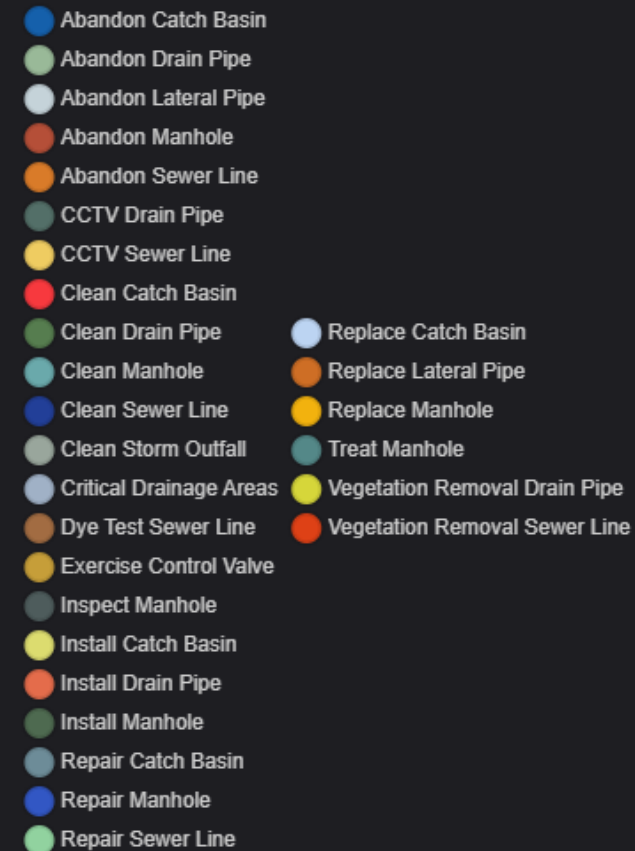 Abandon Catch Basin
Abandon Drain Pipe
Abandon Lateral Pipe
Abandon Manhole
Abandon Sewer Line
CCTV Drain Pipe
CCTV Sewer Line
Clean Catch Basin
Clean Drain Pipe
Clean Manhole
Clean Sewer Line
Clean Storm Outfall
Critical Drainage Areas
Dye Test Sewer Line
Exercise Control Valve
Inspect Manhole
Install Catch Basin
Install Drain Pipe
Install Manhole
Repair Catch Basin
Repair Manhole
Repair Sewer Line
Replace Catch Basin
Replace Lateral Pipe
Replace Manhole
Treat Manhole
Vegetation Removal Drain Pipe
Vegetation Removal Sewer Line